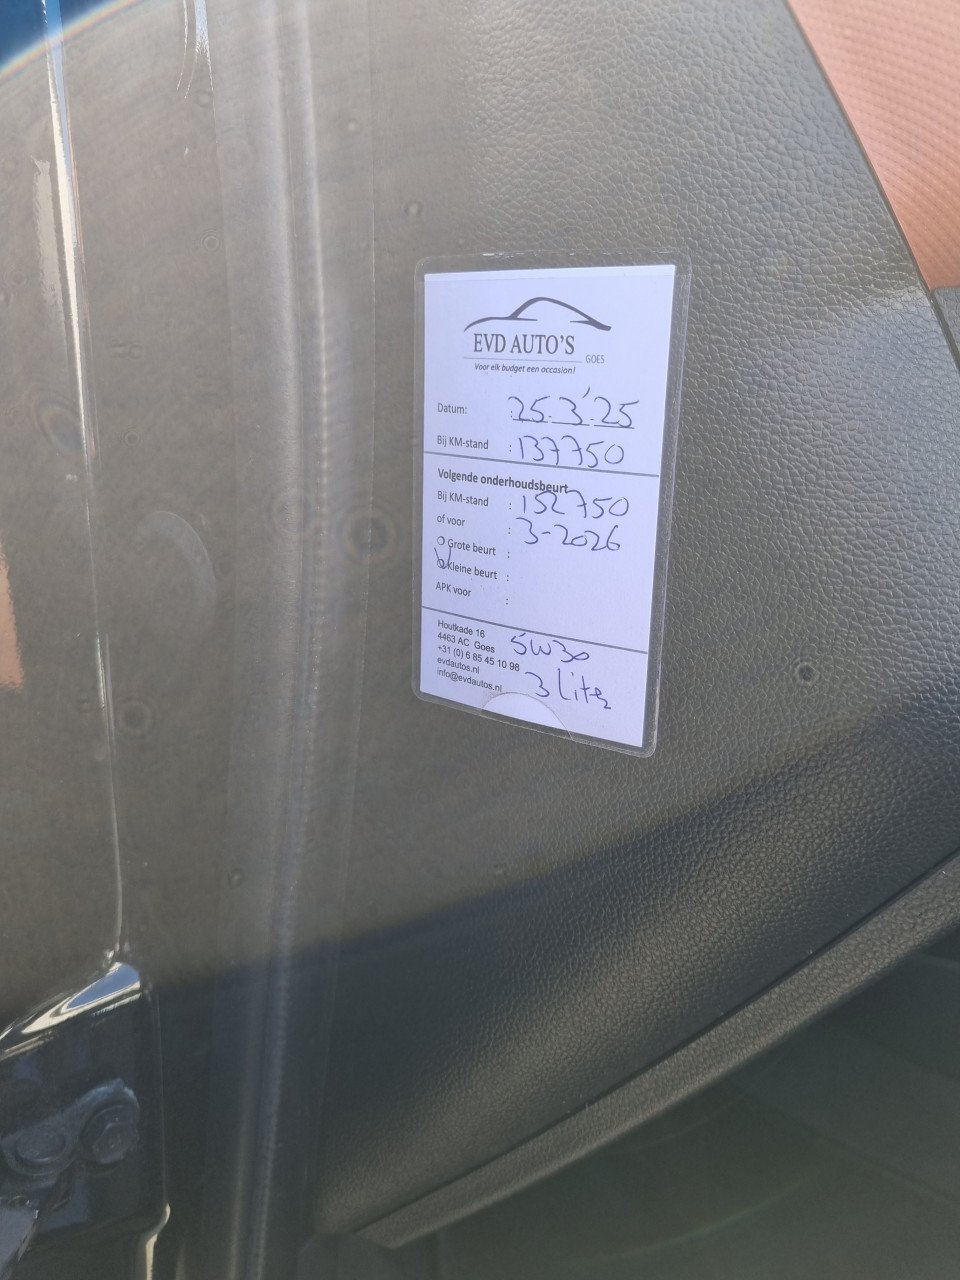 EVD AUTO'S
GOES
Voor elk budget een occasion!
Datum: 25-3'-25
Bij KM-stand : 137750
Volgende onderhoudsbeurt
Bij KM-stand : 152750
of voor : 3-2026
Grote beurt :
Kleine beurt :
APK voor :
Houtkade 16
4463 AC Goes
+31 (0) 6 85 45 10 98
evdautos.nl
info@evdautos.nl
5W30
3 liter